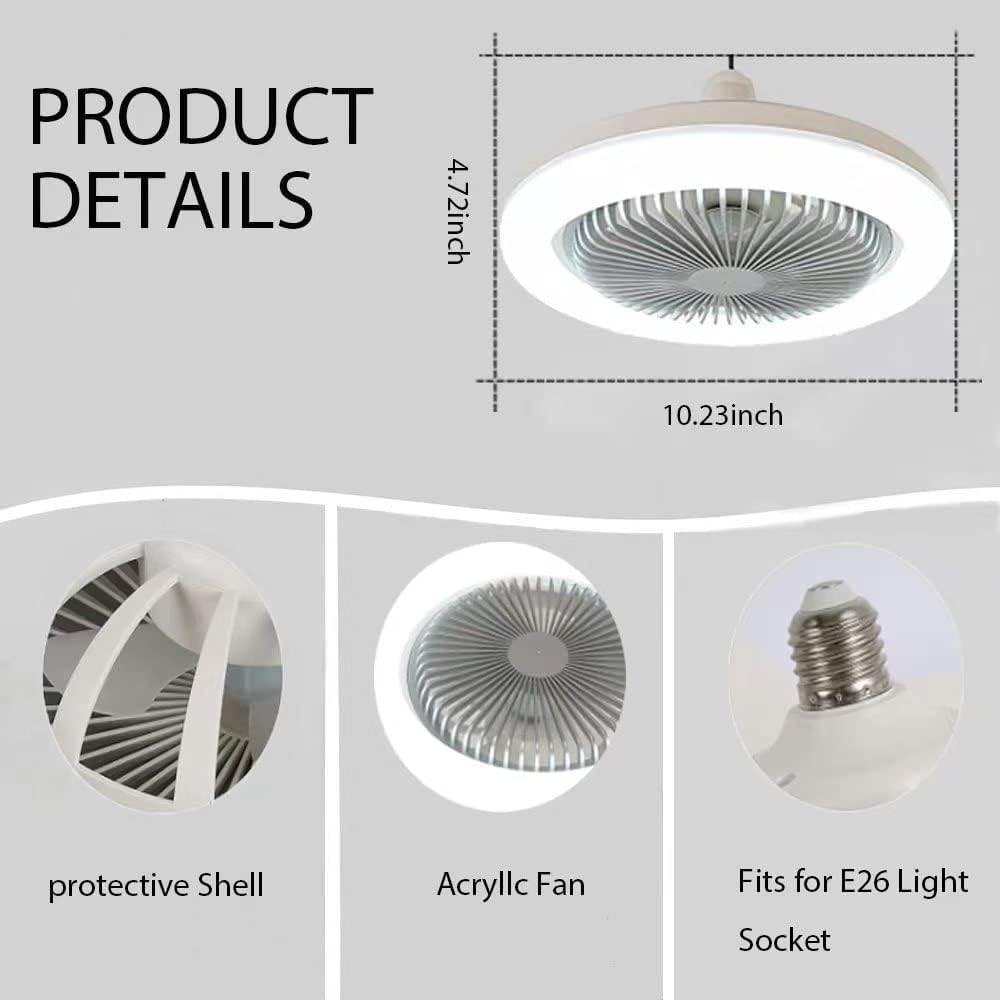 PRODUCT
DETAILS
4.72inch
10.23inch
protective Shell
Acryllc Fan
Fits for E26 Light
Socket